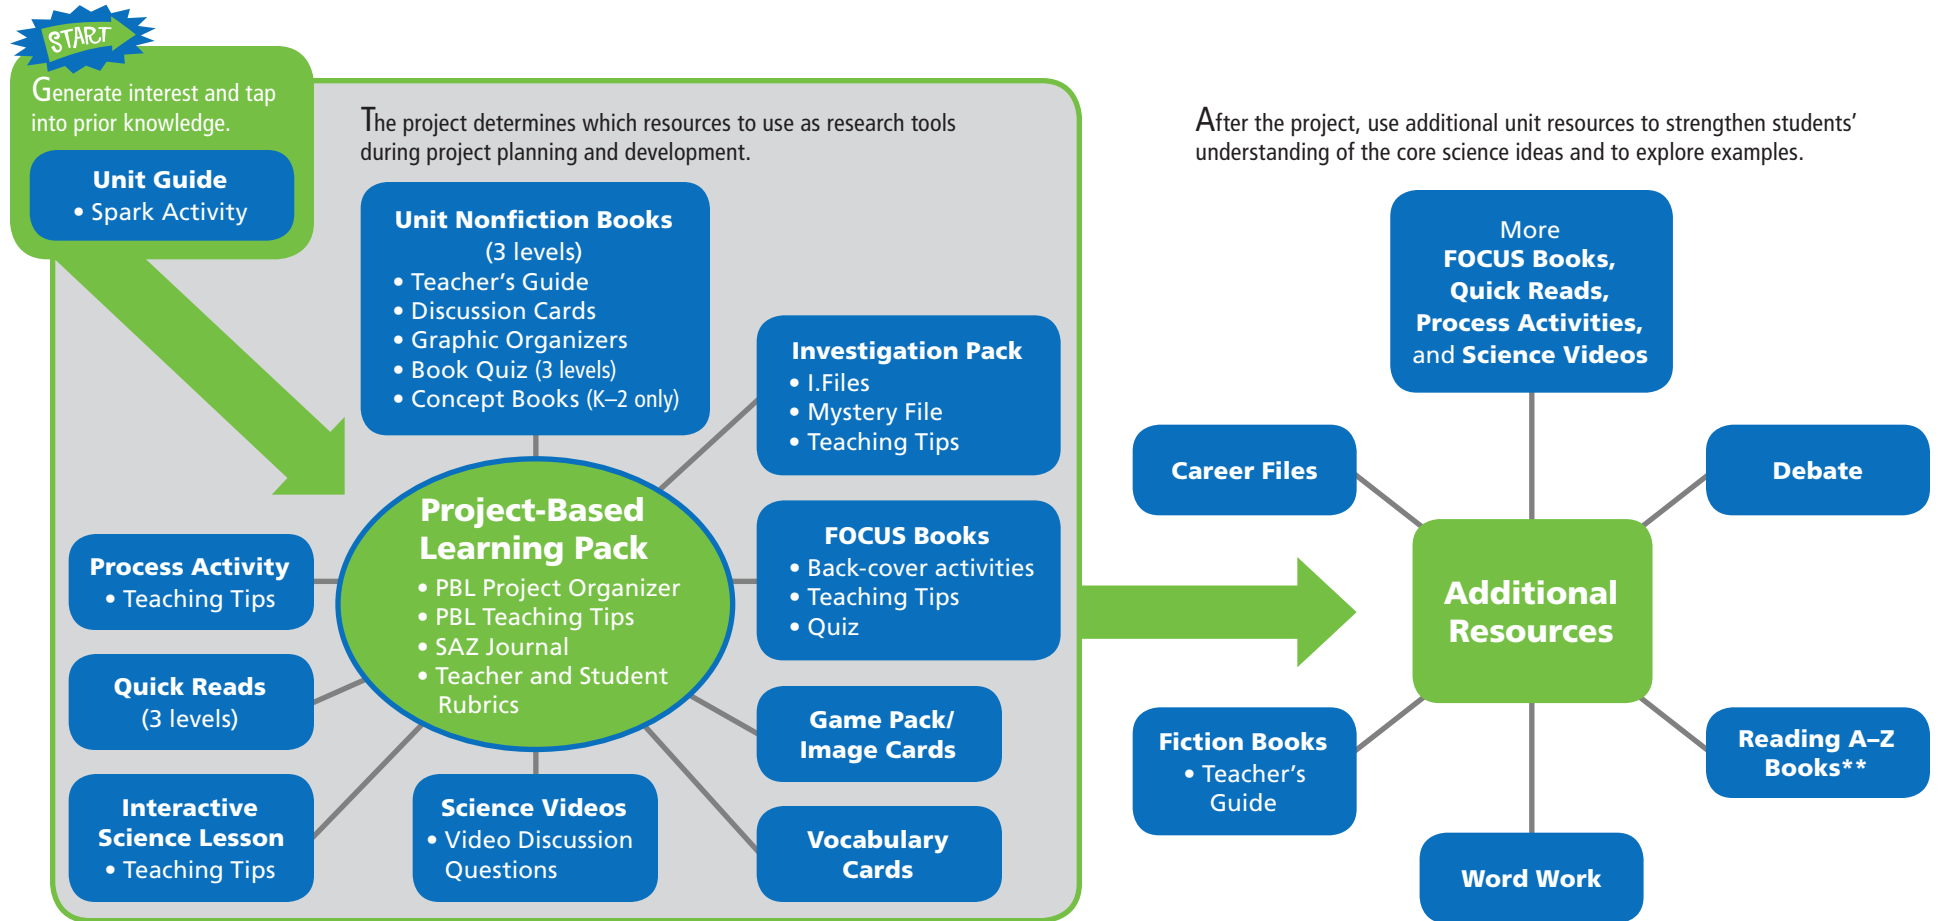 START
Generate interest and tap
into prior knowledge.
Unit Guide
• Spark Activity
The project determines which resources to use as research tools
during project planning and development.
Unit Nonfiction Books
(3 levels)
• Teacher’s Guide
• Discussion Cards
• Graphic Organizers
• Book Quiz (3 levels)
• Concept Books (K–2 only)
Investigation Pack
• I.Files
• Mystery File
• Teaching Tips
Project-Based
Learning Pack
• PBL Project Organizer
• PBL Teaching Tips
• SAZ Journal
• Teacher and Student
Rubrics
FOCUS Books
• Back-cover activities
• Teaching Tips
• Quiz
Process Activity
• Teaching Tips
Quick Reads
(3 levels)
Interactive
Science Lesson
• Teaching Tips
Science Videos
• Video Discussion
Questions
Game Pack/
Image Cards
Vocabulary
Cards
After the project, use additional unit resources to strengthen students’
understanding of the core science ideas and to explore examples.
More
FOCUS Books,
Quick Reads,
Process Activities,
and Science Videos
Career Files
Debate
Additional
Resources
Fiction Books
• Teacher’s
Guide
Reading A–Z
Books**
Word Work